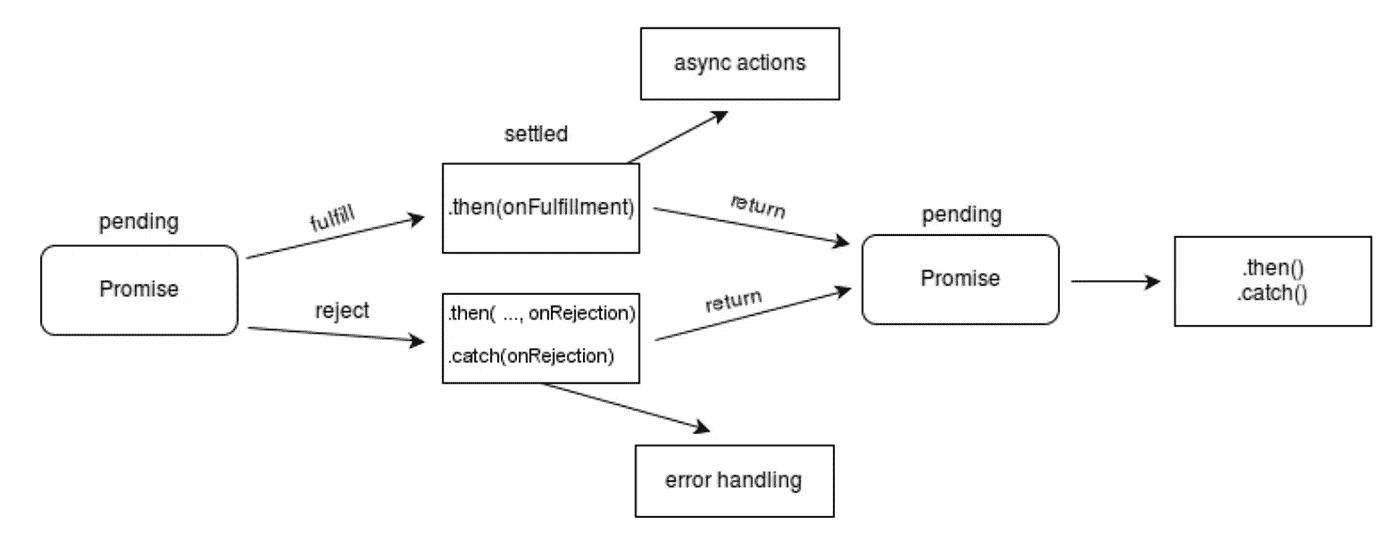 async actions
settled
.then(onFulfillment)
return
fulfill
pending
Promise
pending
Promise
.then()
.catch()
reject
.then( ..., onRejection)
.catch(onRejection)
return
error handling